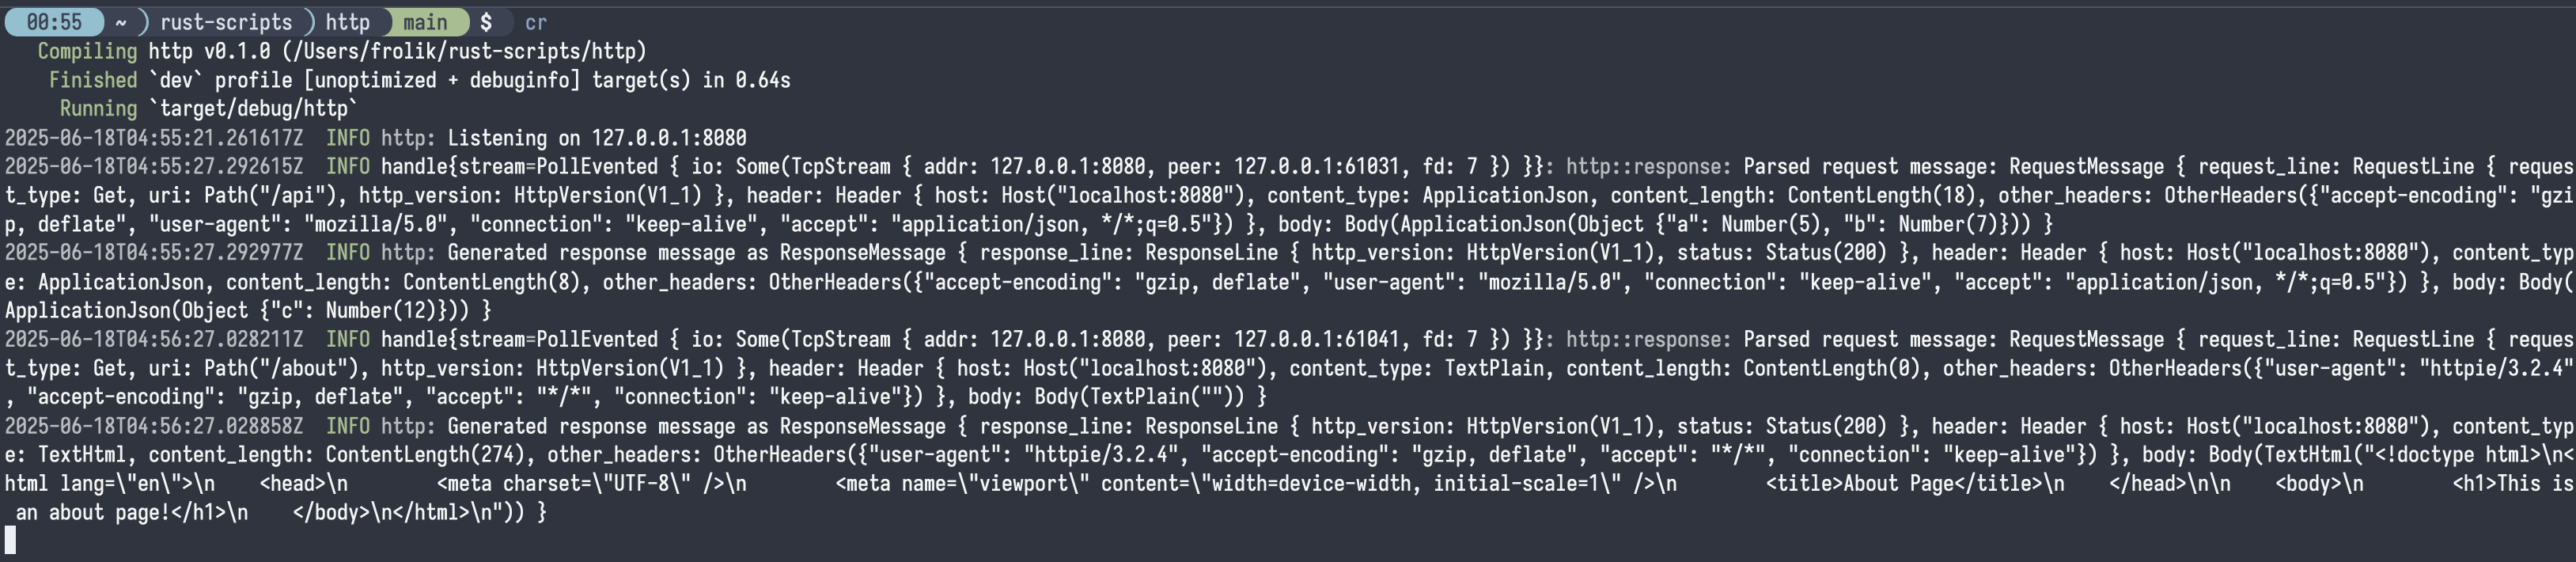 00:55 ~ rust-scripts http main $ cr
Compiling http v0.1.0 (/Users/frolik/rust-scripts/http)
Finished `dev` profile [unoptimized + debuginfo] target(s) in 0.64s
Running `target/debug/http`
2025-06-18T04:55:21.261617Z  INFO http: Listening on 127.0.0.1:8080
2025-06-18T04:55:27.292615Z  INFO handle{stream=PollEvented { io: Some(TcpStream { addr: 127.0.0.1:8080, peer: 127.0.0.1:61031, fd: 7 }) }}: http::response: Parsed request message: RequestMessage { request_line: RequestLine { reques
t_type: Get, uri: Path("/api"), http_version: HttpVersion(V1_1) }, header: Header { host: Host("localhost:8080"), content_type: ApplicationJson, content_length: ContentLength(18), other_headers: OtherHeaders({"accept-encoding": "gzi
p, deflate", "user-agent": "mozilla/5.0", "connection": "keep-alive", "accept": "application/json, */*;q=0.5"}) }, body: Body(ApplicationJson(Object {"a": Number(5), "b": Number(7)})) }
2025-06-18T04:55:27.292977Z  INFO http: Generated response message as ResponseMessage { response_line: ResponseLine { http_version: HttpVersion(V1_1), status: Status(200) }, header: Header { host: Host("localhost:8080"), content_typ
e: ApplicationJson, content_length: ContentLength(8), other_headers: OtherHeaders({"accept-encoding": "gzip, deflate", "user-agent": "mozilla/5.0", "connection": "keep-alive", "accept": "application/json, */*;q=0.5"}) }, body: Body(
ApplicationJson(Object {"c": Number(12)})) }
2025-06-18T04:56:27.028211Z  INFO handle{stream=PollEvented { io: Some(TcpStream { addr: 127.0.0.1:8080, peer: 127.0.0.1:61041, fd: 7 }) }}: http::response: Parsed request message: RequestMessage { request_line: RequestLine { reques
t_type: Get, uri: Path("/about"), http_version: HttpVersion(V1_1) }, header: Header { host: Host("localhost:8080"), content_type: TextPlain, content_length: ContentLength(0), other_headers: OtherHeaders({"user-agent": "httpie/3.2.4"
, "accept-encoding": "gzip, deflate", "accept": "*/*", "connection": "keep-alive"}) }, body: Body(TextPlain("")) }
2025-06-18T04:56:27.028858Z  INFO http: Generated response message as ResponseMessage { response_line: ResponseLine { http_version: HttpVersion(V1_1), status: Status(200) }, header: Header { host: Host("localhost:8080"), content_typ
e: TextHtml, content_length: ContentLength(274), other_headers: OtherHeaders({"user-agent": "httpie/3.2.4", "accept-encoding": "gzip, deflate", "accept": "*/*", "connection": "keep-alive"}) }, body: Body(TextHtml("<!doctype html>\n<
html lang=\"en\">\n    <head>\n        <meta charset=\"UTF-8\" />\n        <meta name=\"viewport\" content=\"width=device-width, initial-scale=1\" />\n        <title>About Page</title>\n    </head>\n\n    <body>\n        <h1>This is
 an about page!</h1>\n    </body>\n</html>\n")) }